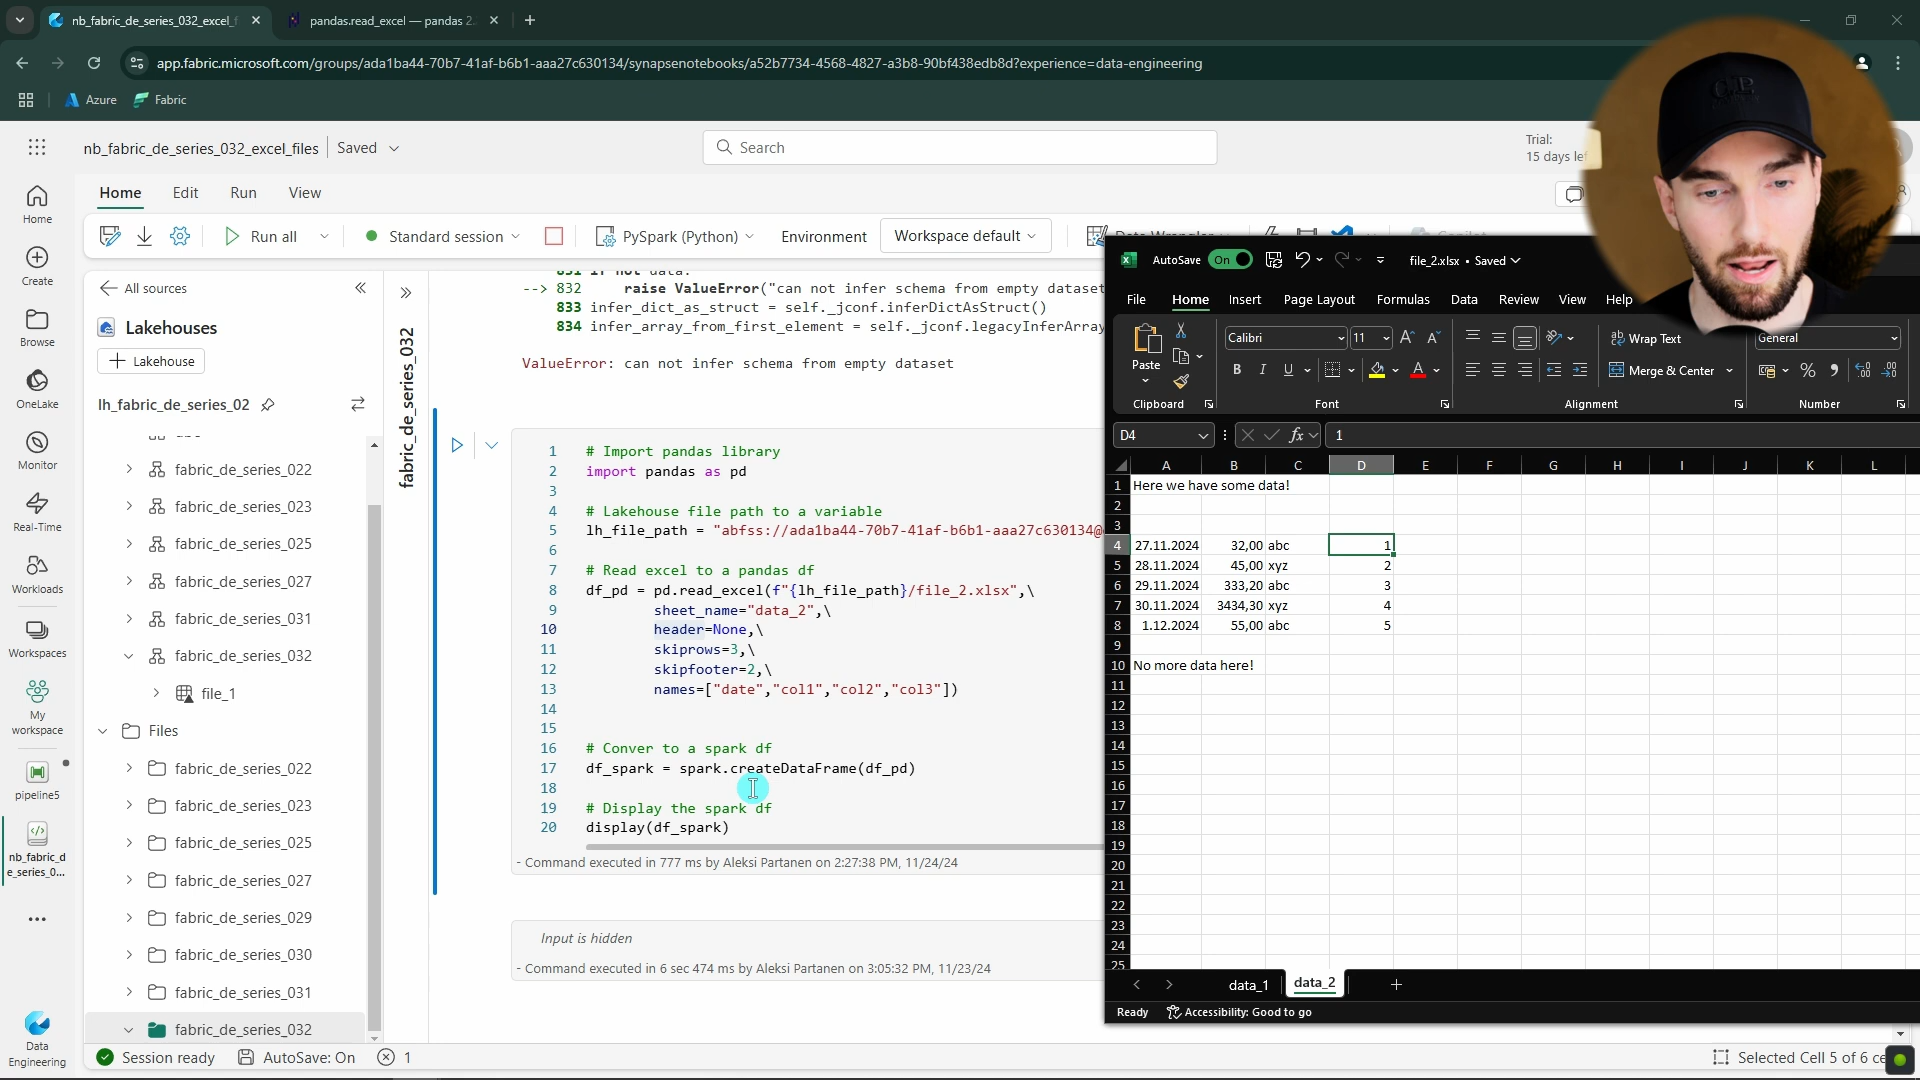 nb_fabric_de_series_032_excel_f
pandas.read_excel — pandas 2.
app.fabric.microsoft.com/groups/ada1ba44-70b7-41af-b6b1-aaa27c630134/synapsenotebooks/a52b7734-4568-4827-a3b8-90bf438edb8d?experience=data-engineering
Azure
Fabric
nb_fabric_de_series_032_excel_files
Saved
Search
Trial:
15 days left
Home
Edit
Run
View
Run all
Standard session
PySpark (Python)
Environment
Workspace default
Home
Create
Browse
OneLake
Monitor
Real-Time
Workloads
Workspaces
My
workspace
pipeline5
nb_fabric_d
e_series_0...
Data
Engineering
All sources
Lakehouses
Lakehouse
lh_fabric_de_series_02
fabric_de_series_022
fabric_de_series_023
fabric_de_series_025
fabric_de_series_027
fabric_de_series_031
fabric_de_series_032
file_1
Files
fabric_de_series_022
fabric_de_series_023
fabric_de_series_025
fabric_de_series_027
fabric_de_series_029
fabric_de_series_030
fabric_de_series_031
fabric_de_series_032
fabric_de_series_032
831 if not data:
--> 832     raise ValueError("can not infer schema from empty dataset
833 infer_dict_as_struct = self._jconf.inferDictAsStruct()
834 infer_array_from_first_element = self._jconf.legacyInferArray
ValueError: can not infer schema from empty dataset
1 # Import pandas library
2 import pandas as pd
3
4 # Lakehouse file path to a variable
5 lh_file_path = "abfss://ada1ba44-70b7-41af-b6b1-aaa27c630134@
6
7 # Read excel to a pandas df
8 df_pd = pd.read_excel(f"{lh_file_path}/file_2.xlsx",\
9         sheet_name="data_2",\
10         header=None,\
11         skiprows=3,\
12         skipfooter=2,\
13         names=["date","col1","col2","col3"])
14
15
16 # Conver to a spark df
17 df_spark = spark.createDataFrame(df_pd)
18
19 # Display the spark df
20 display(df_spark)
- Command executed in 777 ms by Aleksi Partanen on 2:27:38 PM, 11/24/24
Input is hidden
- Command executed in 6 sec 474 ms by Aleksi Partanen on 3:05:32 PM, 11/23/24
Session ready
AutoSave: On
1
Selected Cell 5 of 6 ce
AutoSave
On
file_2.xlsx • Saved
File
Home
Insert
Page Layout
Formulas
Data
Review
View
Help
Paste
Clipboard
Calibri
11
B I U
Font
Wrap Text
Merge & Center
Alignment
General
Number
D4
fx
1
A B C D E F G H I J K L
1 Here we have some data!
2
3
4 27.11.2024 32,00 abc 1
5 28.11.2024 45,00 xyz 2
6 29.11.2024 333,20 abc 3
7 30.11.2024 3434,30 xyz 4
8 1.12.2024 55,00 abc 5
9
10 No more data here!
11
12
13
14
15
16
17
18
19
20
21
22
23
24
25
data_1
data_2
Ready
Accessibility: Good to go